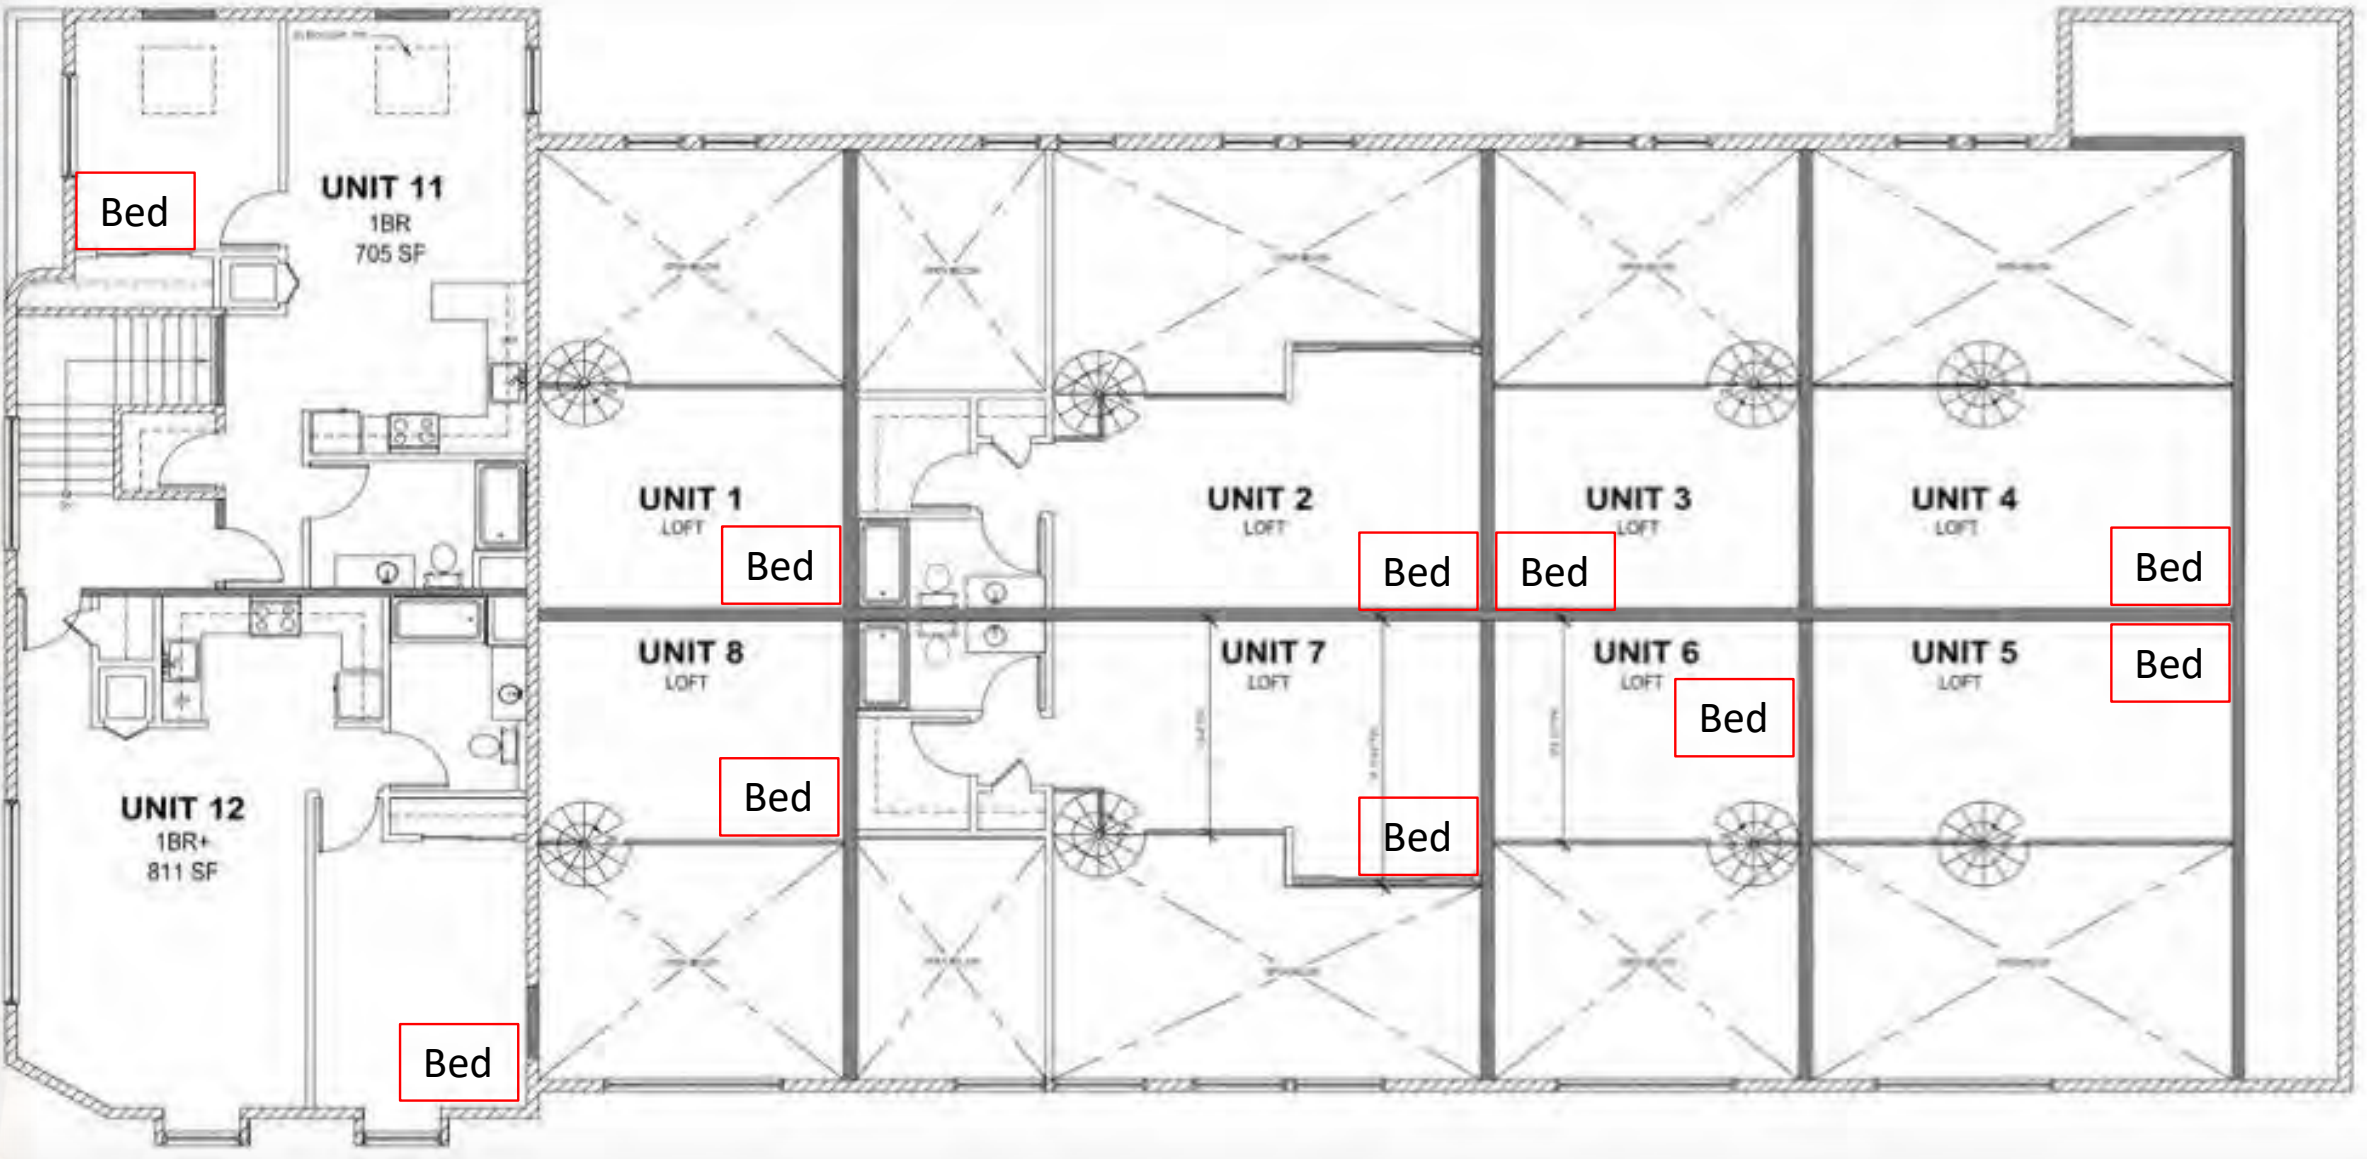 UNIT 11
1BR
705 SF
Bed
UNIT 1
LOFT
Bed
UNIT 2
LOFT
Bed
UNIT 3
LOFT
Bed
UNIT 4
LOFT
Bed
UNIT 8
LOFT
Bed
UNIT 7
LOFT
Bed
UNIT 6
LOFT
Bed
UNIT 5
LOFT
Bed
UNIT 12
1BR+
811 SF
Bed